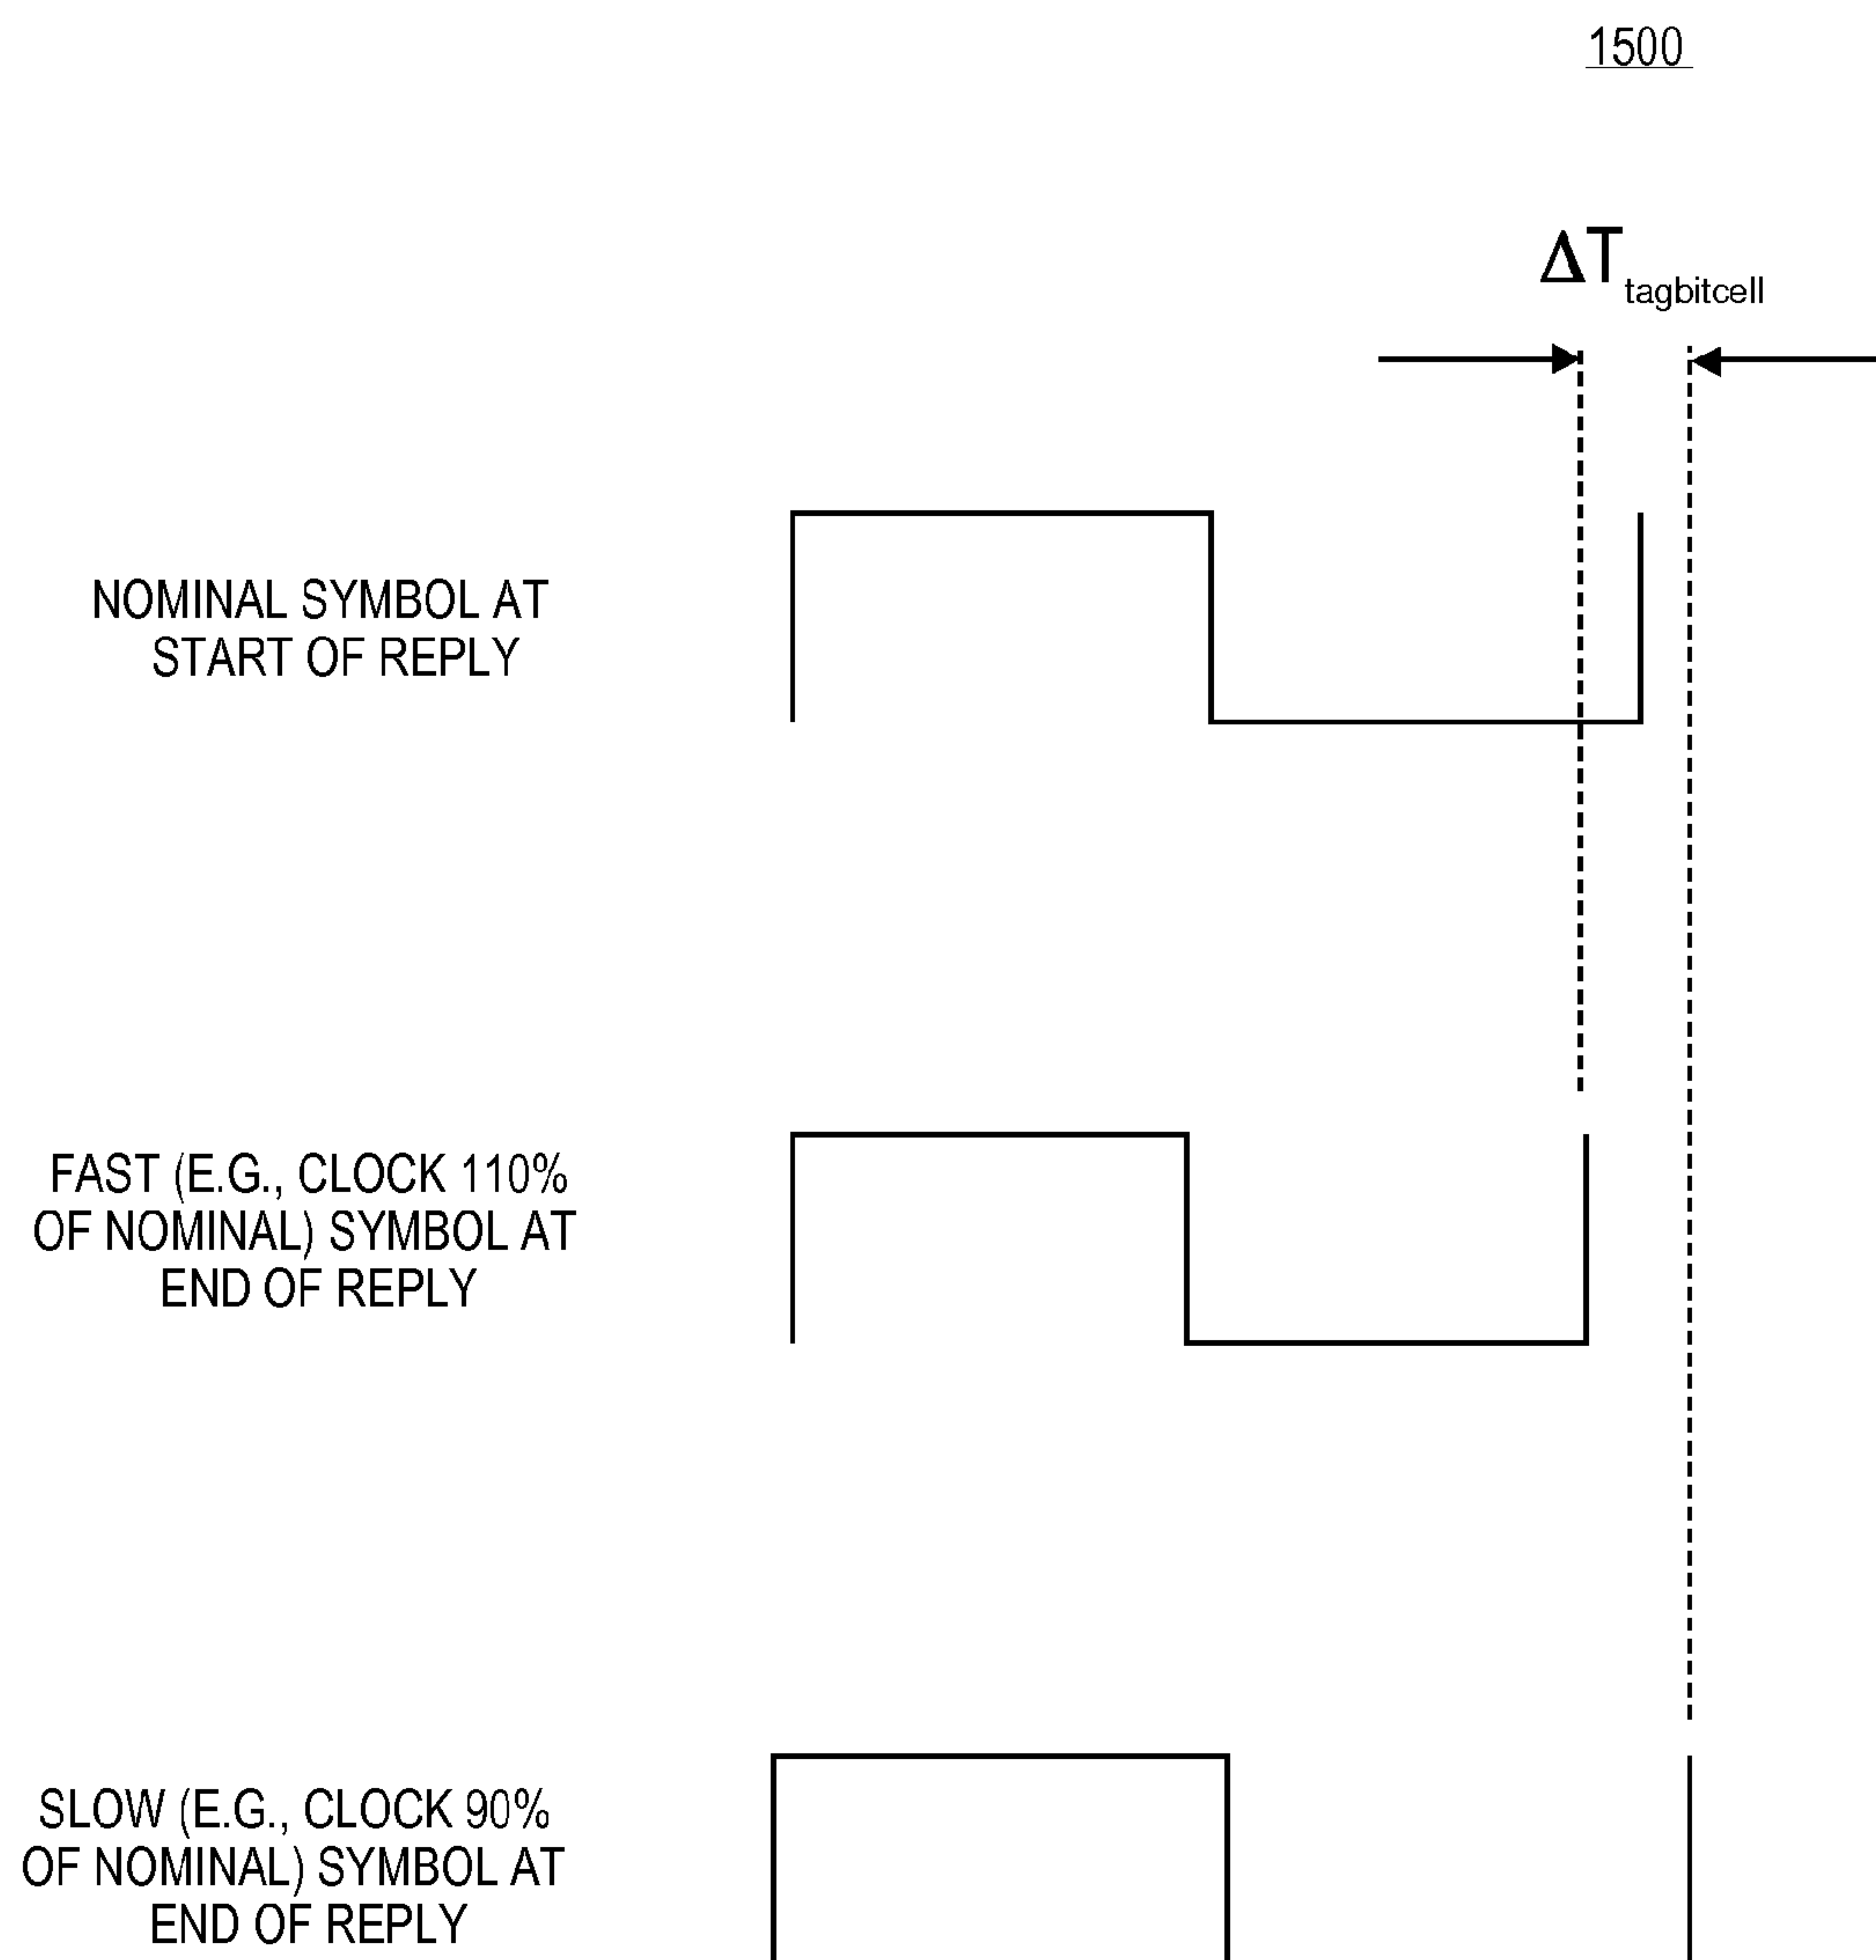 1500
ΔTtagbitcell
NOMINAL SYMBOL AT
START OF REPLY
FAST (E.G., CLOCK 110%
OF NOMINAL) SYMBOL AT
END OF REPLY
SLOW (E.G., CLOCK 90%
OF NOMINAL) SYMBOL AT
END OF REPLY